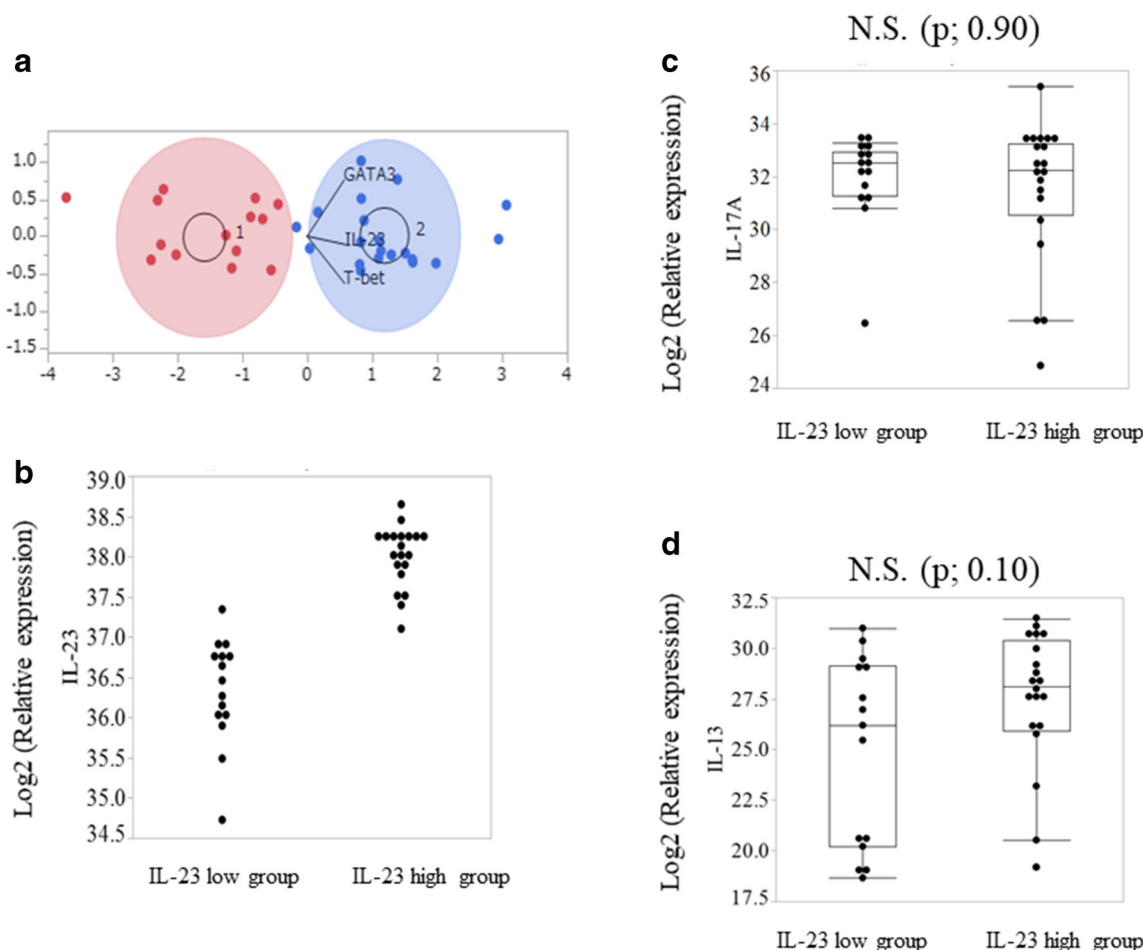 a
1.0
0.5
0.0
-0.5
-1.0
-1.5
-4
-3
-2
-1
0
1
2
3
4
1
2
GATA3
IL-23
T-bet
b
Log2 (Relative expression)
IL-23
39.0
38.5
38.0
37.5
37.0
36.5
36.0
35.5
35.0
34.5
IL-23 low group
IL-23 high group
c
N.S. (p; 0.90)
Log2 (Relative expression)
IL-17A
36
34
32
30
28
26
24
IL-23 low group
IL-23 high group
d
N.S. (p; 0.10)
Log2 (Relative expression)
IL-13
32.5
30.0
27.5
25.0
22.5
20.0
17.5
IL-23 low group
IL-23 high group